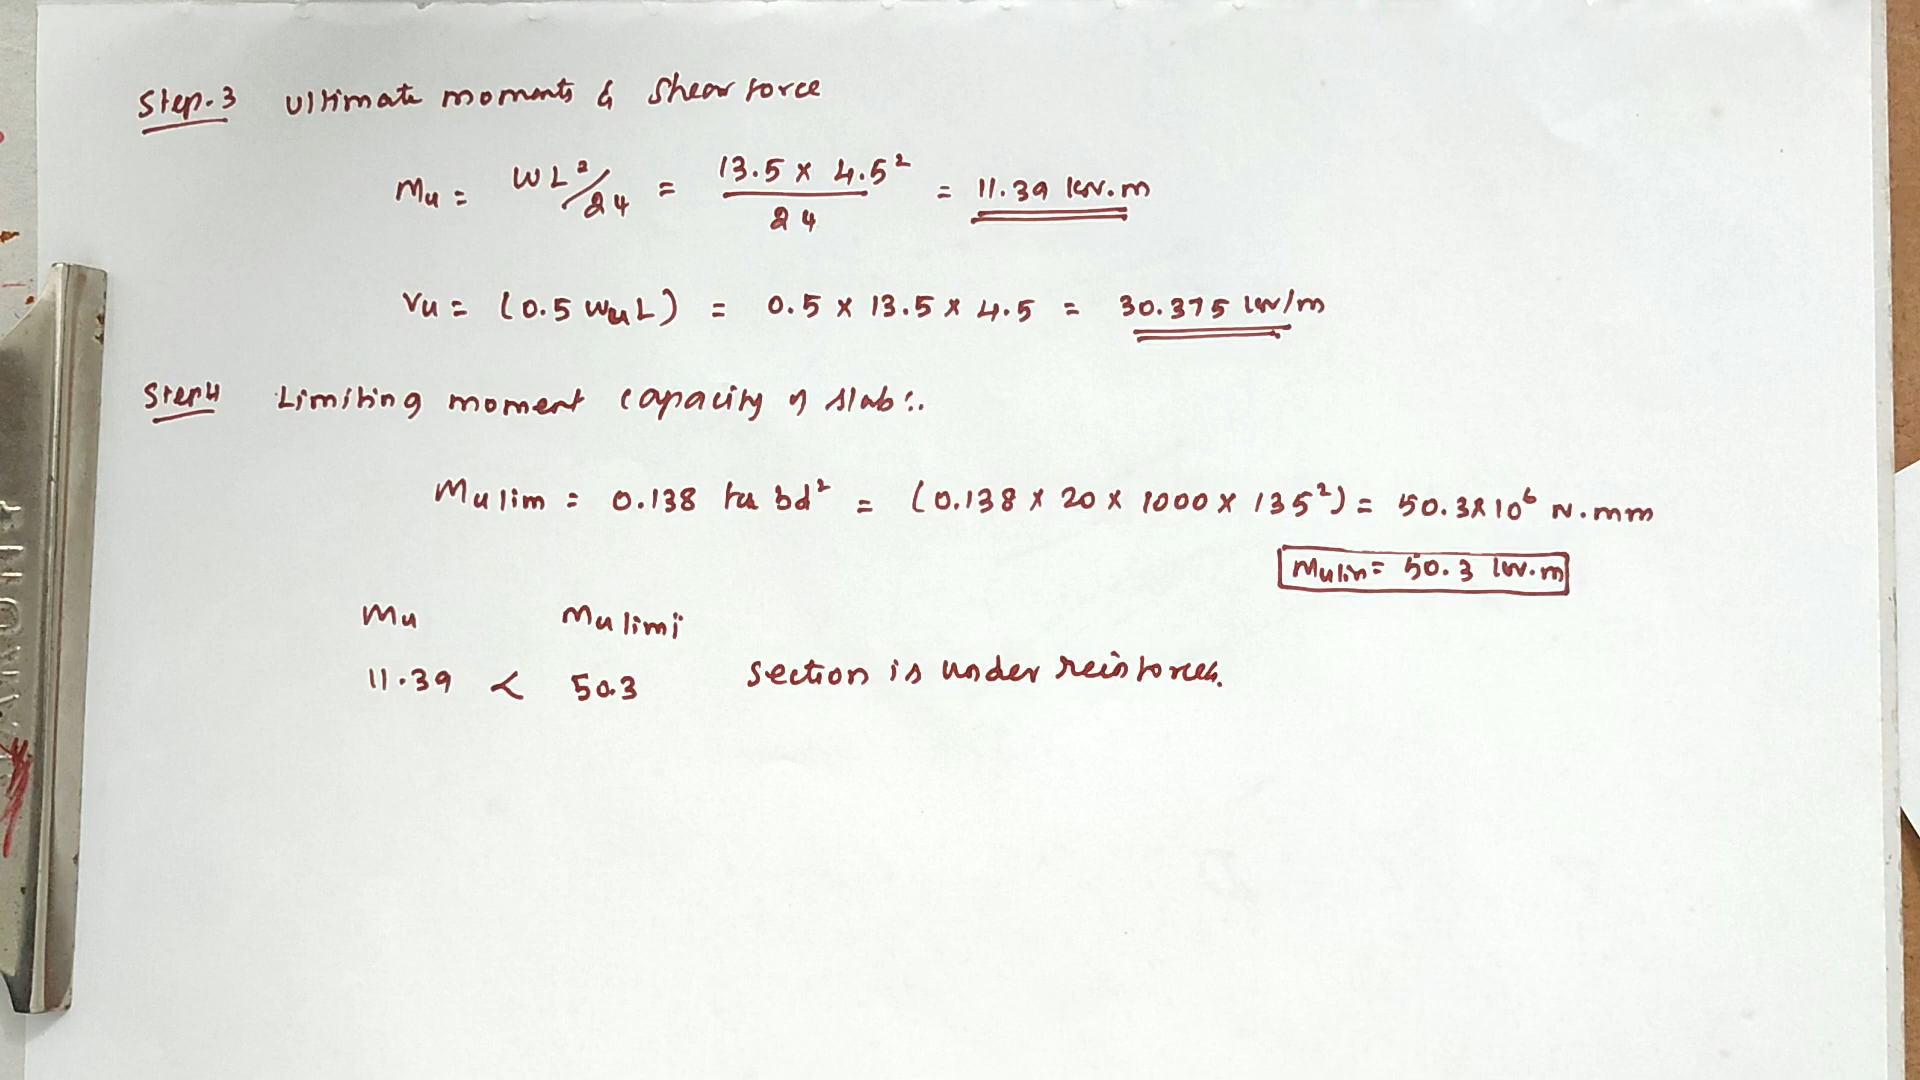 Step.3 Ultimate moments & Shear force
Mu = WL²/24 = 13.5 x 4.5² / 24 = 11.39 kN.m
Vu = (0.5 WuL) = 0.5 x 13.5 x 4.5 = 30.375 kN/m
Step4 Limiting moment capacity of slab:.
Mulim = 0.138 fck bd² = (0.138 x 20 x 1000 x 135²) = 50.3x10⁶ N.mm
Mulim = 50.3 kN.m
Mu Mulimi
11.39 < 50.3 Section is under reinforced.